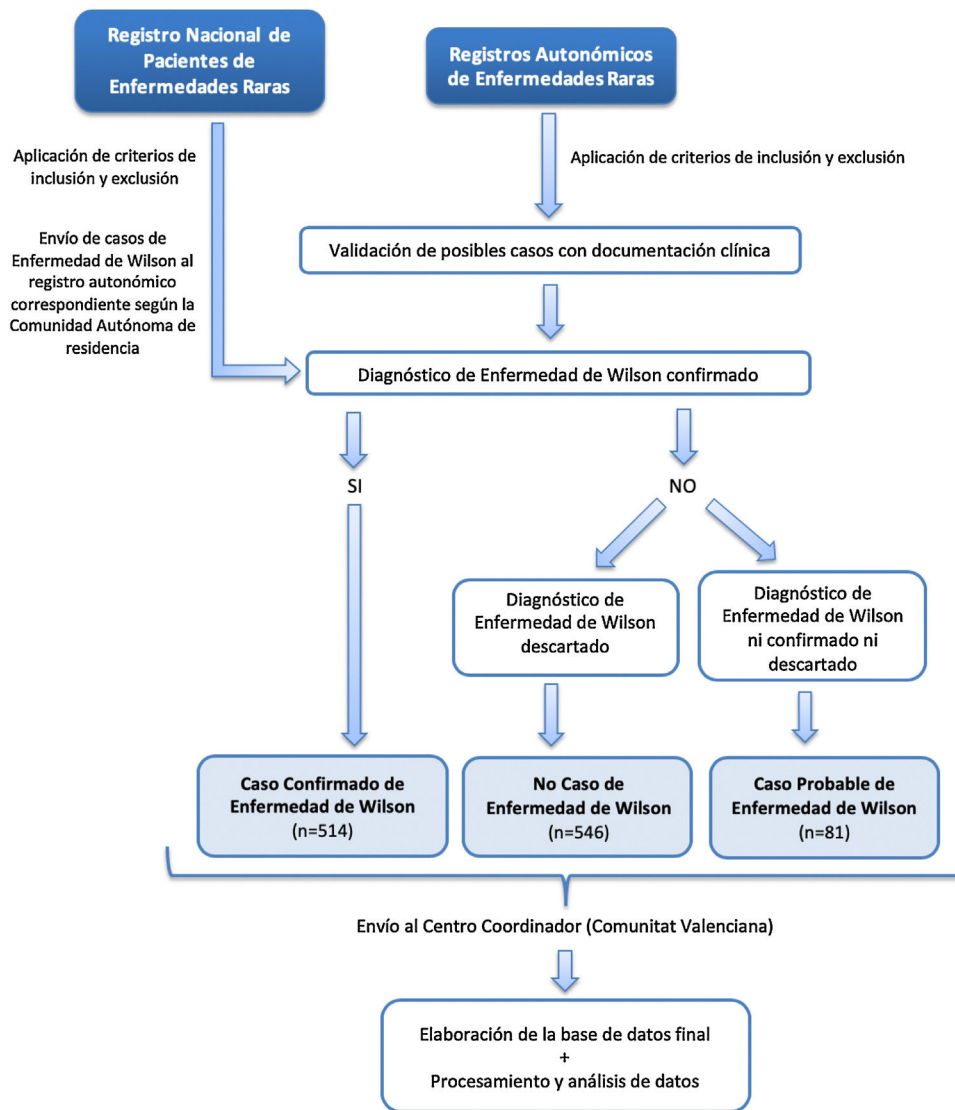 Registro Nacional de
Pacientes de
Enfermedades Raras
Registros Autonómicos
de Enfermedades Raras
Aplicación de criterios de
inclusión y exclusión
Aplicación de criterios de inclusión y exclusión
Envío de casos de
Enfermedad de Wilson al
registro autonómico
correspondiente según la
Comunidad Autónoma de
residencia
Validación de posibles casos con documentación clínica
Diagnóstico de Enfermedad de Wilson confirmado
SI
NO
Diagnóstico de
Enfermedad de Wilson
descartado
Diagnóstico de
Enfermedad de Wilson
ni confirmado ni
descartado
Caso Confirmado de
Enfermedad de Wilson
(n=514)
No Caso de
Enfermedad de Wilson
(n=546)
Caso Probable de
Enfermedad de Wilson
(n=81)
Envío al Centro Coordinador (Comunitat Valenciana)
Elaboración de la base de datos final
+
Procesamiento y análisis de datos